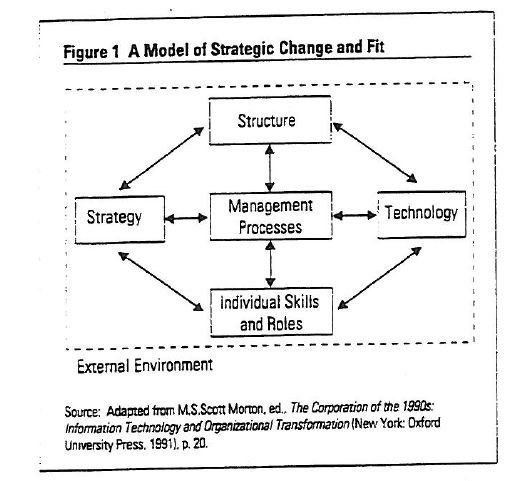 Figure 1 A Model of Strategic Change and Fit
Structure
Strategy
Management
Processes
Technology
Individual Skills
and Roles
External Environment
Source: Adapted from M.S.Scott Morton, ed., The Corporation of the 1990s:
Information Technology and Organizational Transformation (New York: Oxford
University Press, 1991), p. 20.